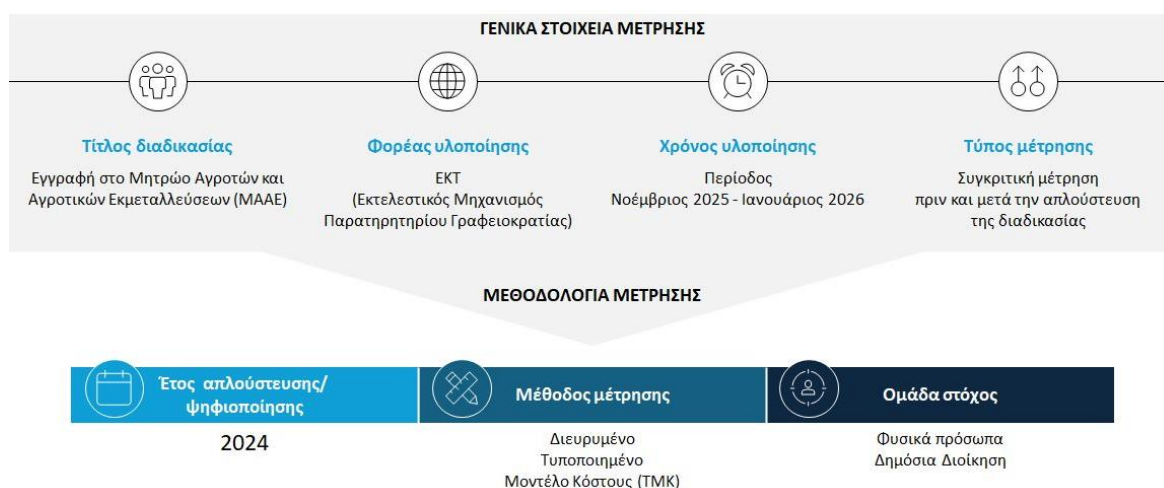 ΓΕΝΙΚΑ ΣΤΟΙΧΕΙΑ ΜΕΤΡΗΣΗΣ
Τίτλος διαδικασίας
Εγγραφή στο Μητρώο Αγροτών και
Αγροτικών Εκμεταλλεύσεων (ΜΑΑΕ)
Φορέας υλοποίησης
ΕΚΤ
(Εκτελεστικός Μηχανισμός
Παρατηρητηρίου Γραφειοκρατίας)
Χρόνος υλοποίησης
Περίοδος
Νοέμβριος 2025 - Ιανουάριος 2026
Τύπος μέτρησης
Συγκριτική μέτρηση
πριν και μετά την απλούστευση
της διαδικασίας
ΜΕΘΟΔΟΛΟΓΙΑ ΜΕΤΡΗΣΗΣ
Έτος απλούστευσης/
ψηφιοποίησης
2024
Μέθοδος μέτρησης
Διευρυμένο
Τυποποιημένο
Μοντέλο Κόστους (ΤΜΚ)
Ομάδα στόχος
Φυσικά πρόσωπα
Δημόσια Διοίκηση